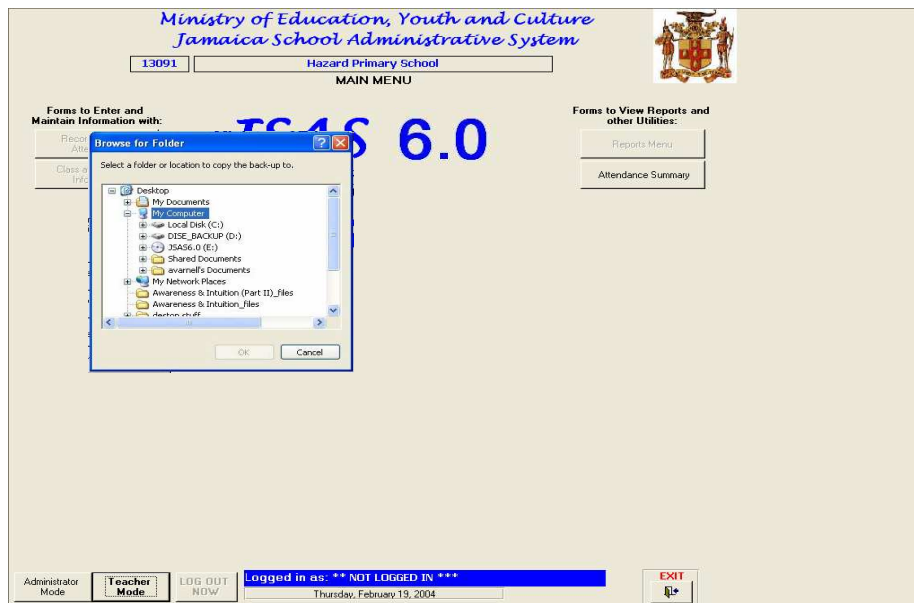 Ministry of Education, Youth and Culture
Jamaica School Administrative System
13091 Hazard Primary School
MAIN MENU
Forms to Enter and
Maintain Information with:
Forms to View Reports and
other Utilities:
JSAS 6.0
Reports Menu
Attendance Summary
Browse for Folder
Select a folder or location to copy the back-up to.
Desktop
My Documents
My Computer
Local Disk (C:)
DISE_BACKUP (D:)
JSAS6.0 (E:)
Shared Documents
avarnell's Documents
My Network Places
Awareness & Intuition (Part II)_files
Awareness & Intuition_files
destop stuff
OK Cancel
Administrator
Mode
Teacher
Mode
LOG OUT
NOW
Logged in as: ** NOT LOGGED IN ***
Thursday, February 19, 2004
EXIT